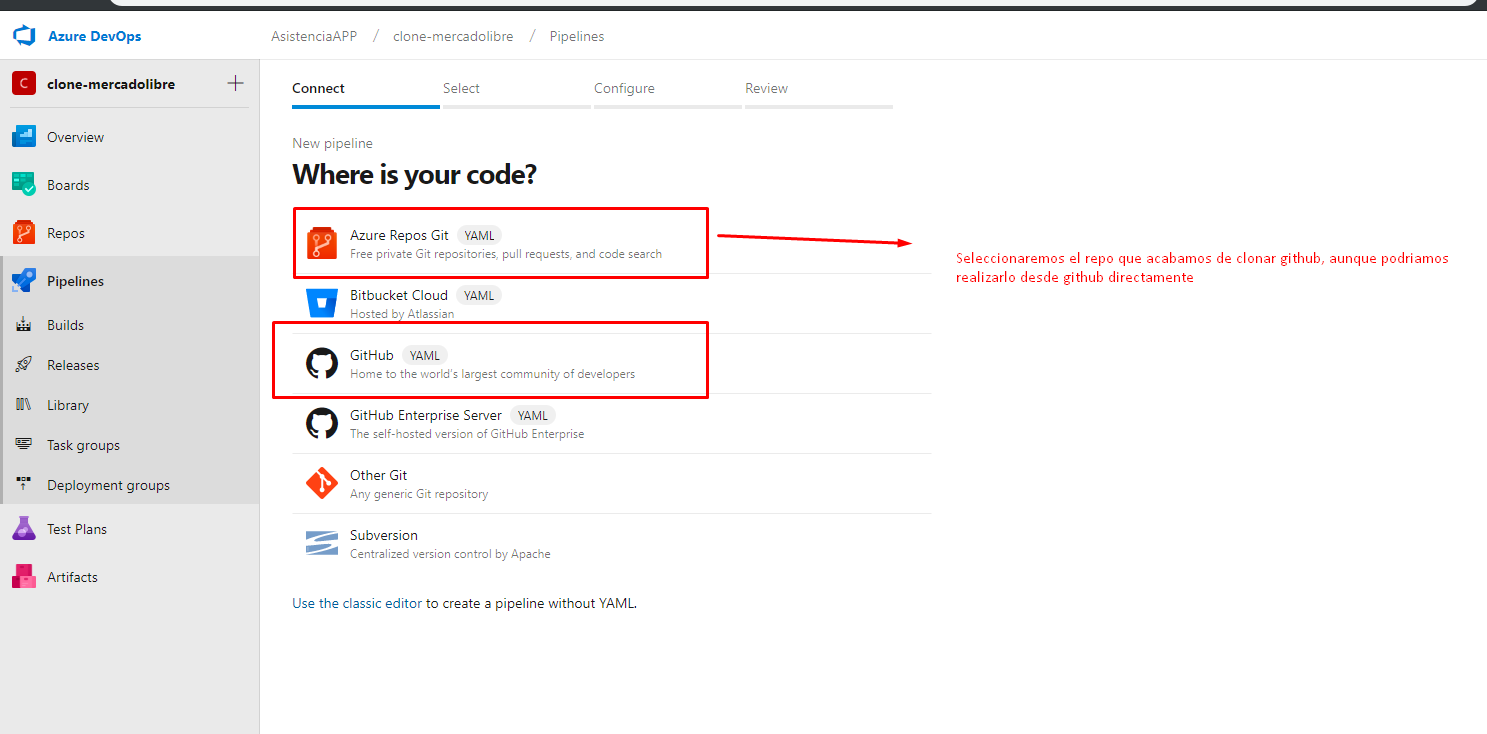 Azure DevOps
AsistenciaAPP / clone-mercadolibre / Pipelines
C clone-mercadolibre +
Overview
Boards
Repos
Pipelines
Builds
Releases
Library
Task groups
Deployment groups
Test Plans
Artifacts
Connect Select Configure Review
New pipeline
Where is your code?
Azure Repos Git YAML
Free private Git repositories, pull requests, and code search
Bitbucket Cloud YAML
Hosted by Atlassian
GitHub YAML
Home to the world's largest community of developers
GitHub Enterprise Server YAML
The self-hosted version of GitHub Enterprise
Other Git
Any generic Git repository
Subversion
Centralized version control by Apache
Use the classic editor to create a pipeline without YAML.
Seleccionaremos el repo que acabamos de clonar github, aunque podriamos
realizarlo desde github directamente